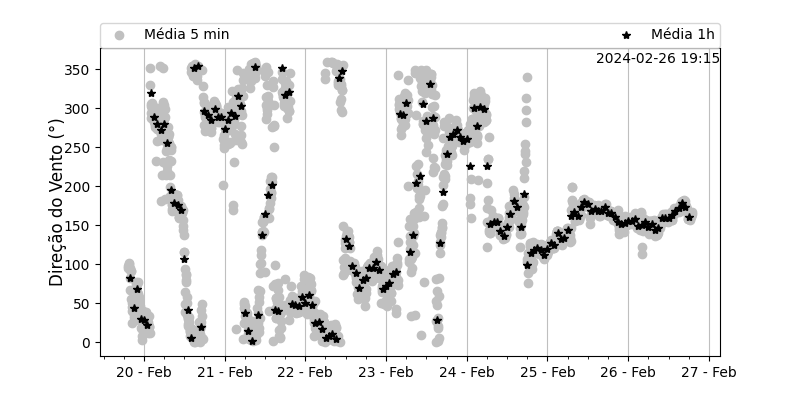 Média 5 min
Média 1h
2024-02-26 19:15
Direção do Vento (°)
350
300
250
200
150
100
50
0
20 - Feb
21 - Feb
22 - Feb
23 - Feb
24 - Feb
25 - Feb
26 - Feb
27 - Feb